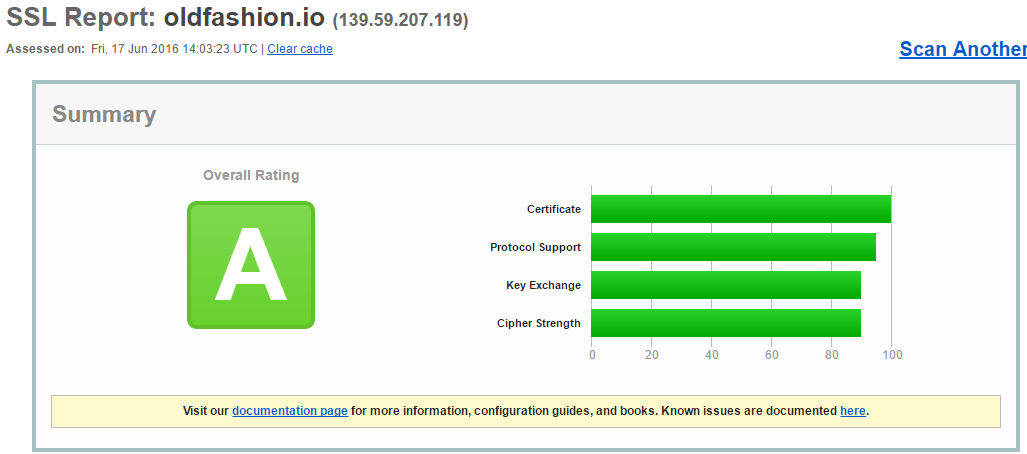 SSL Report: oldfashion.io (139.59.207.119)
Assessed on: Fri, 17 Jun 2016 14:03:23 UTC | Clear cache
Scan Another
Summary
Overall Rating
A
Certificate
Protocol Support
Key Exchange
Cipher Strength
0 20 40 60 80 100
Visit our documentation page for more information, configuration guides, and books. Known issues are documented here.